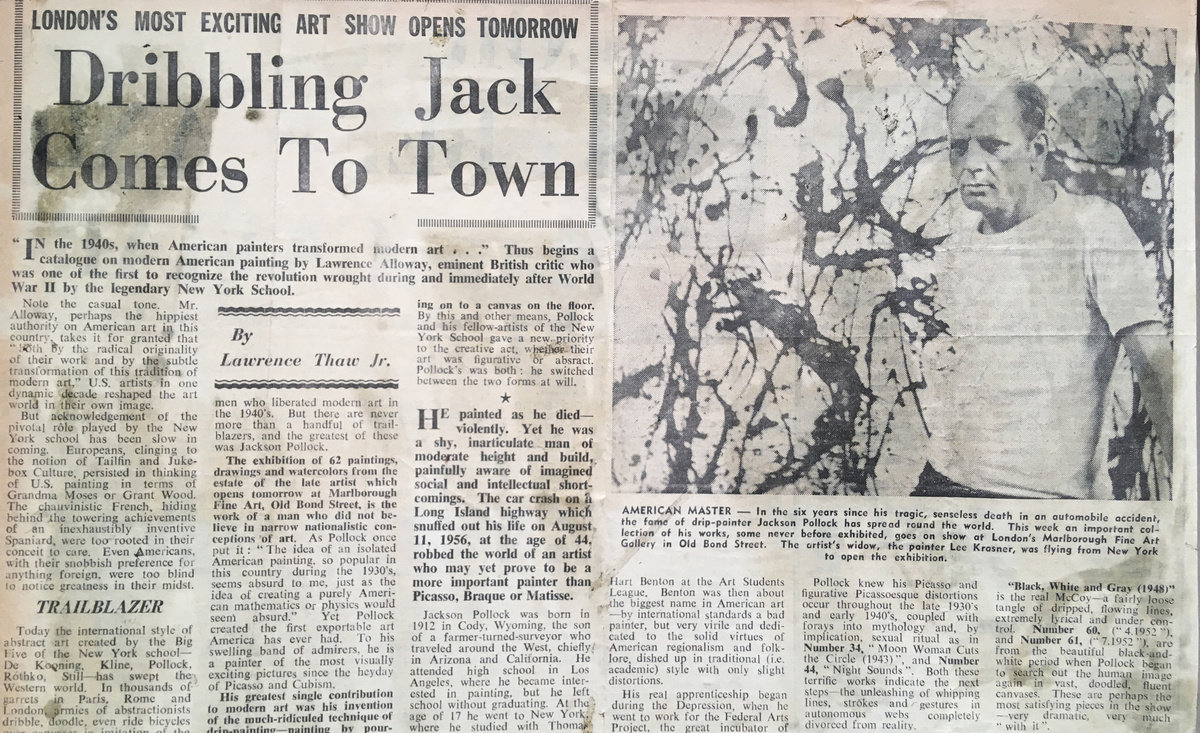 LONDON'S MOST EXCITING ART SHOW OPENS TOMORROW
Dribbling Jack
Comes To Town
"IN the 1940s, when American painters transformed modern art . . ." Thus begins a
catalogue on modern American painting by Lawrence Alloway, eminent British critic who
was one of the first to recognize the revolution wrought during and immediately after World
War II by the legendary New York School.
Note the casual tone. Mr.
Alloway, perhaps the hippiest
authority on American art in this
country, takes it for granted that
"Both by the radical originality
of their work and by the subtle
transformation of this tradition of
modern art," U.S. artists in one
dynamic decade reshaped the art
world in their own image.
But acknowledgement of the
pivotal rôle played by the New
York school has been slow in
coming. Europeans, clinging to
the notion of Tailfin and Juke-
box Culture, persisted in thinking
of U.S. painting in terms of
Grandma Moses or Grant Wood.
The chauvinistic French, hiding
behind the towering achievements
of an inexhaustibly inventive
Spaniard, were too rooted in their
conceit to care. Even Americans,
with their snobbish preference for
anything foreign, were too blind
to notice greatness in their midst.
TRAILBLAZER
Today the international style of
abstract art created by the Big
Five of the New York school—
De Kooning, Kline, Pollock,
Rothko, Still—has swept the
Western world. In thousands of
garrets in Paris, Rome and
London, armies of abstractionists
dribble, doodle, even ride bicycles
over canvases in imitation of the
By
Lawrence Thaw Jr.
men who liberated modern art in
the 1940's. But there are never
more than a handful of trail-
blazers, and the greatest of these
was Jackson Pollock.
The exhibition of 62 paintings,
drawings and watercolors from the
estate of the late artist which
opens tomorrow at Marlborough
Fine Art, Old Bond Street, is the
work of a man who did not be-
lieve in narrow nationalistic con-
ceptions of art. As Pollock once
put it: "The idea of an isolated
American painting, so popular in
this country during the 1930's,
seems absurd to me, just as the
idea of creating a purely Ameri-
can mathematics or physics would
seem absurd." Yet Pollock
created the first exportable art
America has ever had. To his
swelling band of admirers, he is
a painter of the most visually
exciting pictures since the heyday
of Picasso and Cubism.
His greatest single contribution
to modern art was his invention
of the much-ridiculed technique of
drip-painting—painting by pour-
ing on to a canvas on the floor.
By this and other means, Pollock
and his fellow-artists of the New
York School gave a new priority
to the creative act, whether their
art was figurative or absract.
Pollock's was both: he switched
between the two forms at will.
★
HE painted as he died—
violently. Yet he was
a shy, inarticulate man of
moderate height and build,
painfully aware of imagined
social and intellectual short-
comings. The car crash on a
Long Island highway which
snuffed out his life on August
11, 1956, at the age of 44,
robbed the world of an artist
who may yet prove to be a
more important painter than
Picasso, Braque or Matisse.
Jackson Pollock was born in
1912 in Cody, Wyoming, the son
of a farmer-turned-surveyor who
traveled around the West, chiefly
in Arizona and California. He
attended high school in Los
Angeles, where he became inter-
ested in painting, but he left
school without graduating. At the
age of 17 he went to New York,
where he studied with Thomas
AMERICAN MASTER — In the six years since his tragic, senseless death in an automobile accident,
the fame of drip-painter Jackson Pollock has spread round the world. This week an important col-
lection of his works, some never before exhibited, goes on show at London's Marlborough Fine Art
Gallery in Old Bond Street. The artist's widow, the painter Lee Krasner, was flying from New York
to open the exhibition.
Hart Benton at the Art Students
League. Benton was then about
the biggest name in American art
—by international standards a bad
painter, but very virile and dedi-
cated to the solid virtues of
American regionalism and folk-
lore, dished up in traditional (i.e.
academic) style with only slight
distortions.
His real apprenticeship began
during the Depression, when he
went to work for the Federal Arts
Project, the great incubator of
Pollock knew his Picasso and
figurative Picassoesque distortions
occur throughout the late 1930's
and early 1940's, coupled with
forays into mythology and, by
implication, sexual ritual as in
Number 34, "Moon Woman Cuts
the Circle (1943)" and Number
44, "Night Sounds". Both these
terrific works indicate the next
steps—the unleashing of whipping
lines, strokes and gestures in
autonomous webs completely
divorced from reality.
"Black, White and Gray (1948)"
is the real McCoy—a fairly loose
tangle of dripped, flowing lines,
extremely lyrical and under con-
trol. Number 60, ("4.1952"),
and Number 61, ("7.1952"), are
from the beautiful black-and-
white period when Pollock began
to search out the human image
again in vast, doodled, fluent
canvases. These are perhaps the
most satisfying pieces in the show
—very dramatic, very much
"with it".